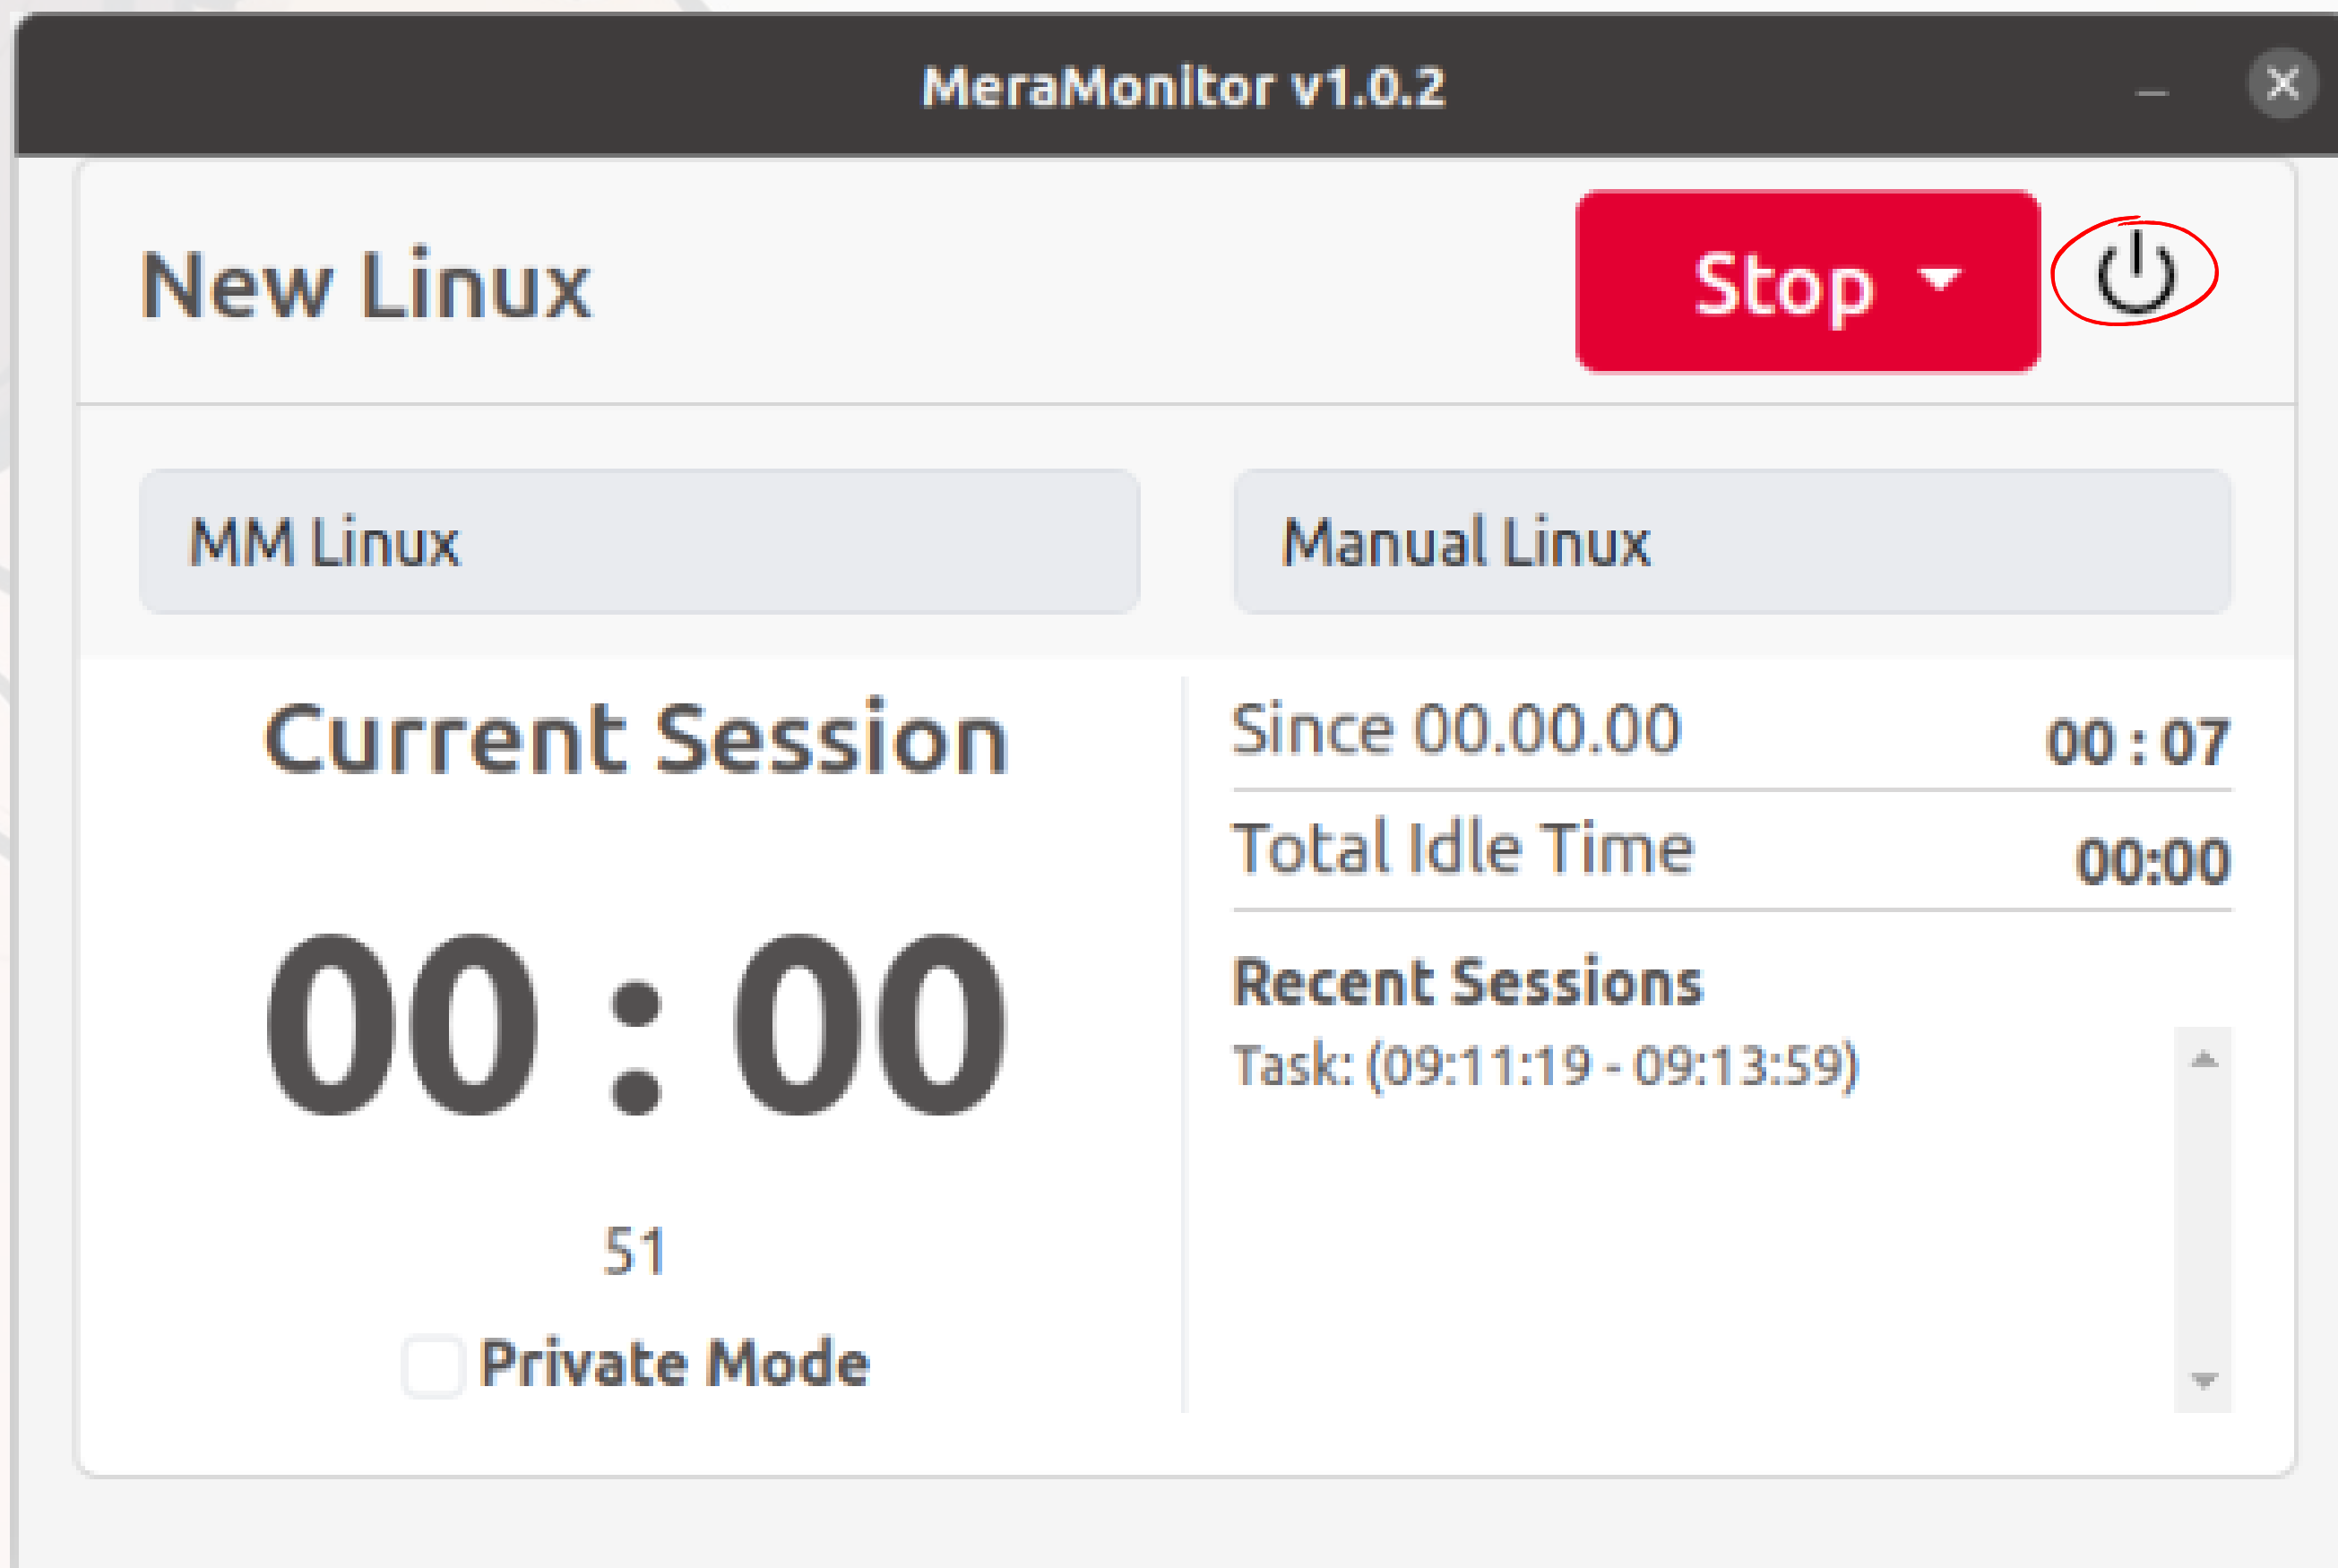 MeraMonitor v1.0.2
New Linux
Stop
MM Linux
Manual Linux
Current Session
00 : 00
51
Private Mode
Since 00.00.00
00 : 07
Total Idle Time
00:00
Recent Sessions
Task: (09:11:19 - 09:13:59)